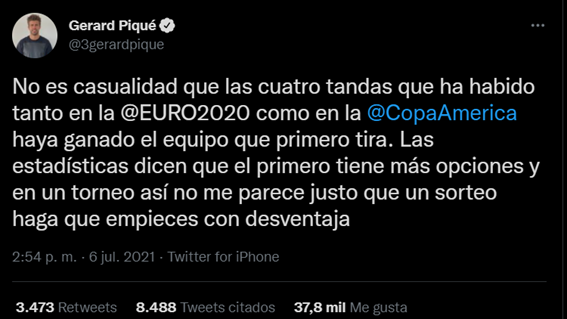 Gerard Piqué
@3gerardpique
No es casualidad que las cuatro tandas que ha habido
tanto en la @EURO2020 como en la @CopaAmerica
haya ganado el equipo que primero tira. Las
estadísticas dicen que el primero tiene más opciones y
en un torneo así no me parece justo que un sorteo
haga que empieces con desventaja
2:54 p. m. · 6 jul. 2021 · Twitter for iPhone
3.473 Retweets 8.488 Tweets citados 37,8 mil Me gusta